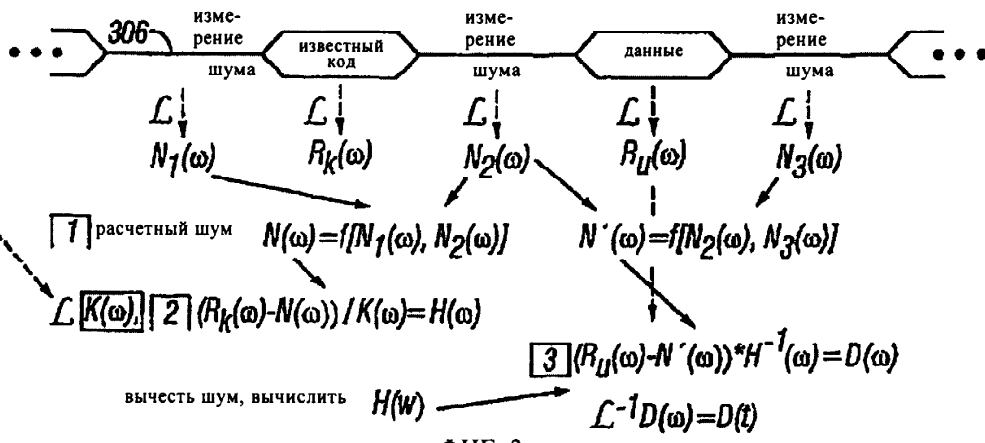 306
изме-
рение
шума
известный
код
изме-
рение
шума
данные
изме-
рение
шума
ℒ ℒ ℒ ℒ ℒ
N1(ω) Rk(ω) N2(ω) Ru(ω) N3(ω)
1 расчетный шум N(ω)=f[N1(ω), N2(ω)] N´(ω)=f[N2(ω), N3(ω)]
ℒ K(ω), 2 (Rk(ω)-N(ω))/K(ω)=H(ω)
3 (Ru(ω)-N´(ω))*H⁻¹(ω)=D(ω)
вычесть шум, вычислить H(w)
ℒ⁻¹D(ω)=D(t)